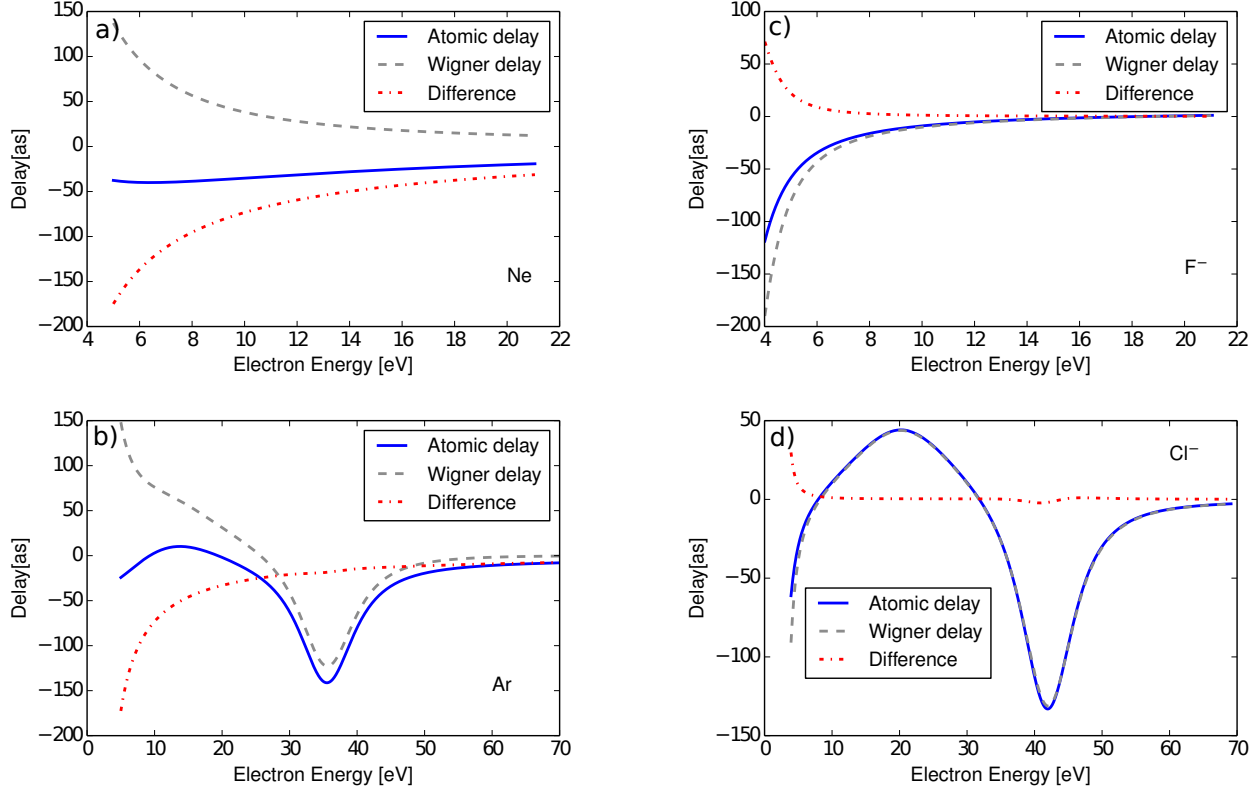 a)
150
100
50
0
−50
−100
−150
−200
Delay[as]
Atomic delay
Wigner delay
Difference
Ne
4 6 8 10 12 14 16 18 20 22
Electron Energy [eV]
c)
100
50
0
−50
−100
−150
−200
Delay[as]
Atomic delay
Wigner delay
Difference
F−
4 6 8 10 12 14 16 18 20 22
Electron Energy [eV]
b)
150
100
50
0
−50
−100
−150
−200
Delay[as]
Atomic delay
Wigner delay
Difference
Ar
0 10 20 30 40 50 60 70
Electron Energy [eV]
d)
50
0
−50
−100
−150
Delay[as]
Cl−
Atomic delay
Wigner delay
Difference
0 10 20 30 40 50 60 70
Electron Energy [eV]